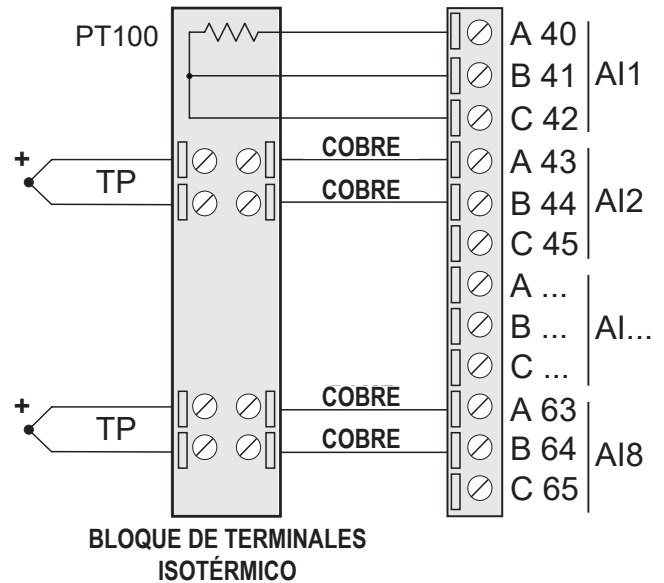 PT100
A 40
B 41
C 42
AI1
+
TP
COBRE
COBRE
A 43
B 44
C 45
AI2
A ...
B ...
C ...
AI...
+
TP
COBRE
COBRE
A 63
B 64
C 65
AI8
BLOQUE DE TERMINALES
ISOTÉRMICO